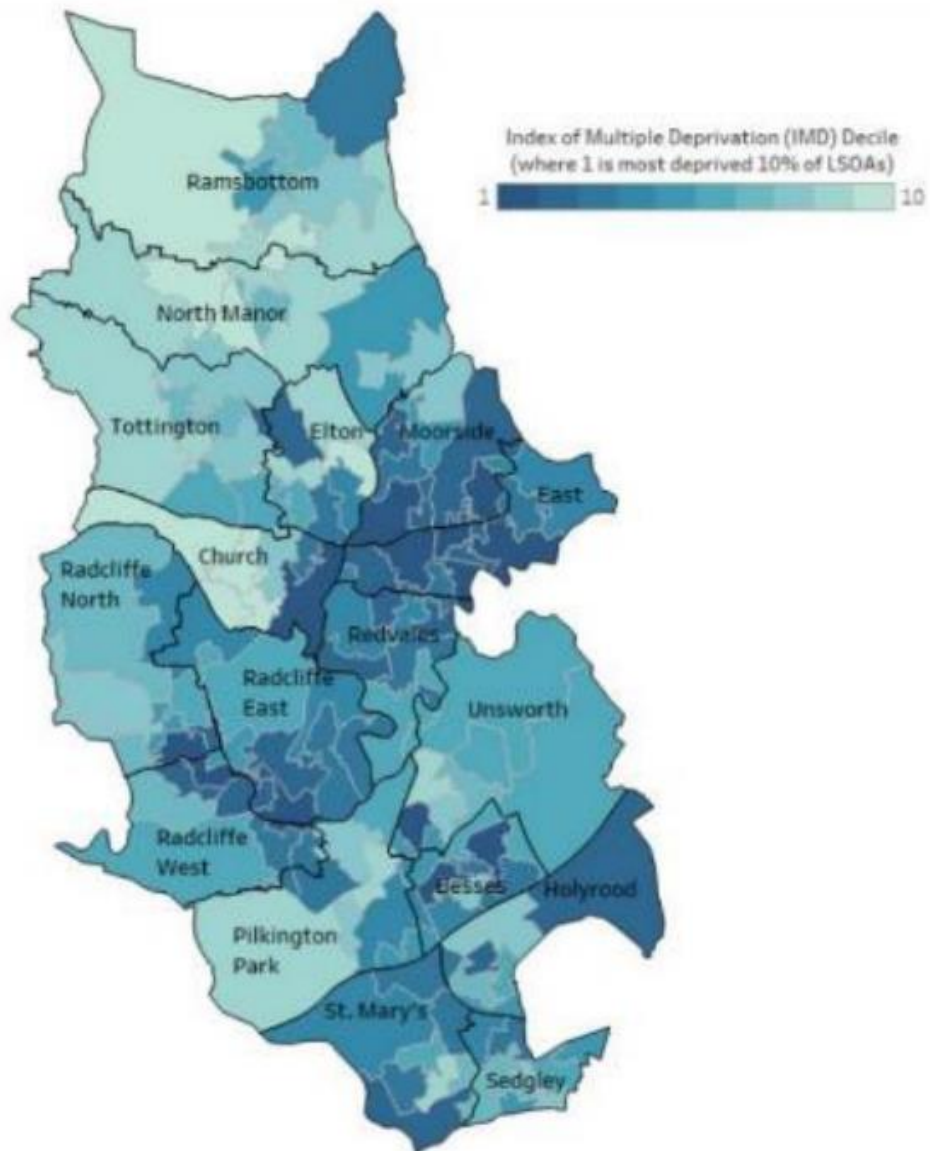 Index of Multiple Deprivation (IMD) Decile
(where 1 is most deprived 10% of LSOAs)
1
10
Ramsbottom
North Manor
Tottington
Elton
Moorside
East
Church
Radcliffe
North
Redvales
Radcliffe
East
Unsworth
Radcliffe
West
Besses
Holyrood
Pilkington
Park
St. Mary's
Sedgley